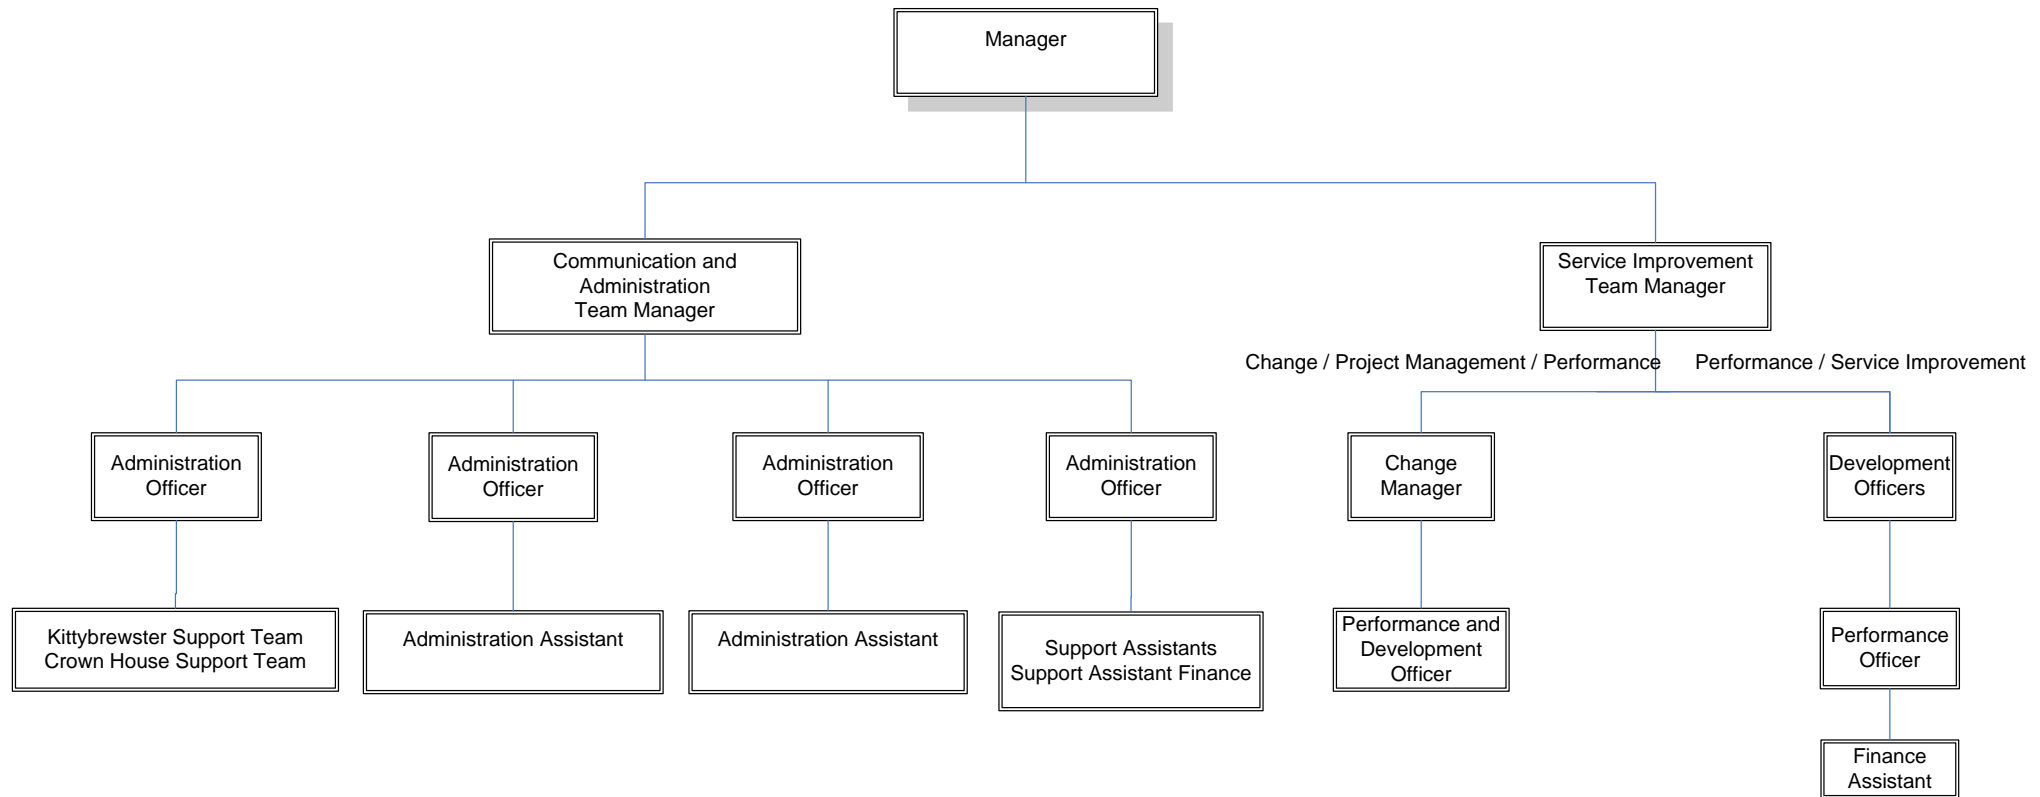 Manager
Communication and
Administration
Team Manager
Service Improvement
Team Manager
Change / Project Management / Performance
Performance / Service Improvement
Administration
Officer
Administration
Officer
Administration
Officer
Administration
Officer
Change
Manager
Development
Officers
Kittybrewster Support Team
Crown House Support Team
Administration Assistant
Administration Assistant
Support Assistants
Support Assistant Finance
Performance and
Development
Officer
Performance
Officer
Finance
Assistant